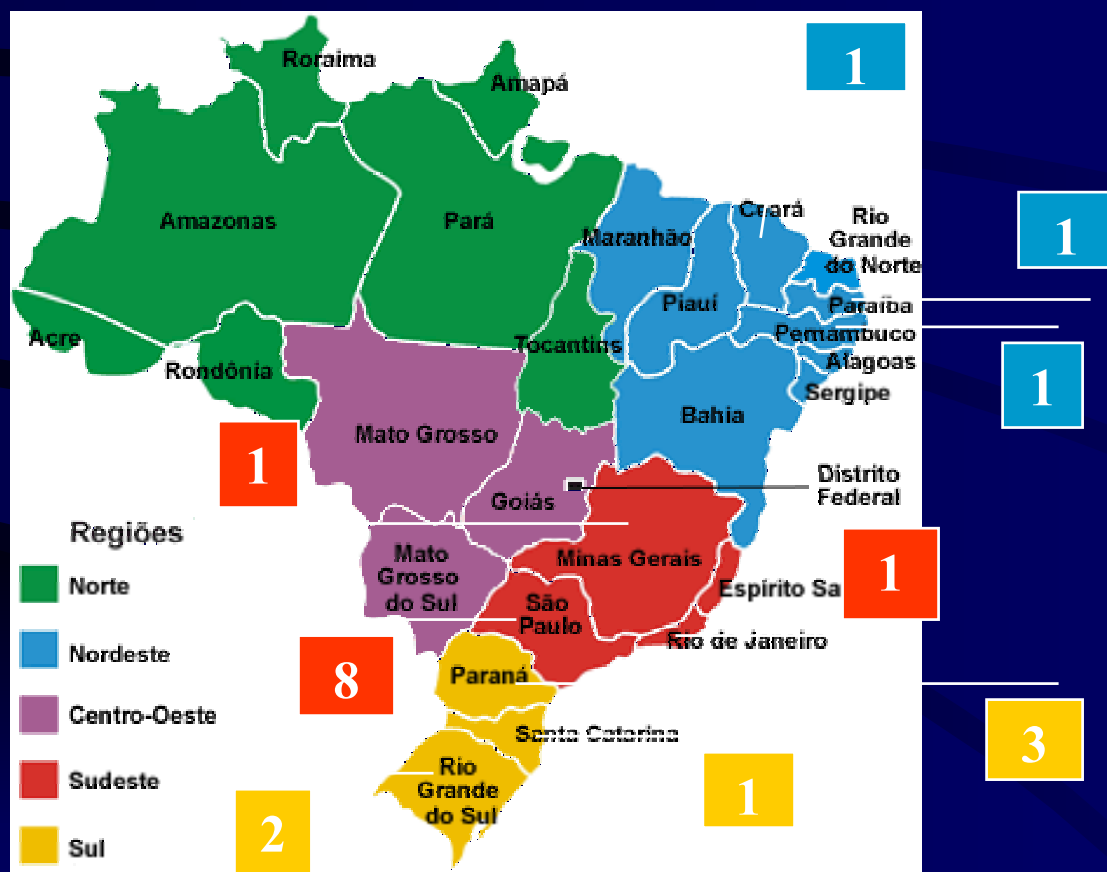 1
Roraima
Amapá
1
Amazonas
Pará
Ceará
Rio
Grande
do Norte
Maranhão
Piauí
Paraíba
Pernambuco
Acre
Tocantins
Alagoas
1
Rondônia
Sergipe
Bahia
Mato Grosso
1
Distrito
Federal
Goiás
Regiões
Mato
Grosso
do Sul
Minas Gerais
1
Norte
Espírito Sa
São
Paulo
Rio de Janeiro
Nordeste
8
Paraná
Centro-Oeste
Santa Catarina
3
Sudeste
Rio
Grande
do Sul
1
2
Sul